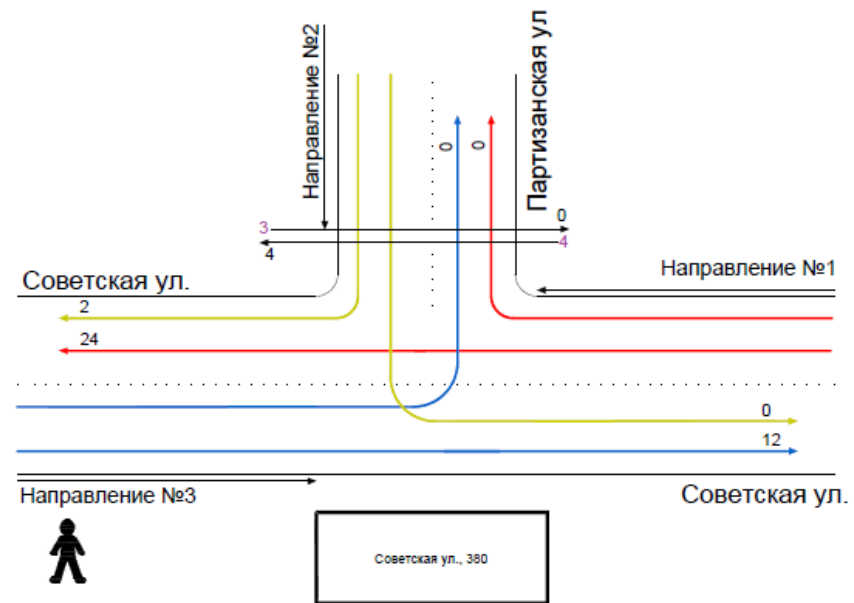 Направление №2
Партизанская ул
0
0
3
0
4
4
Советская ул.
Направление №1
2
24
0
12
Направление №3
Советская ул.
Советская ул., 380